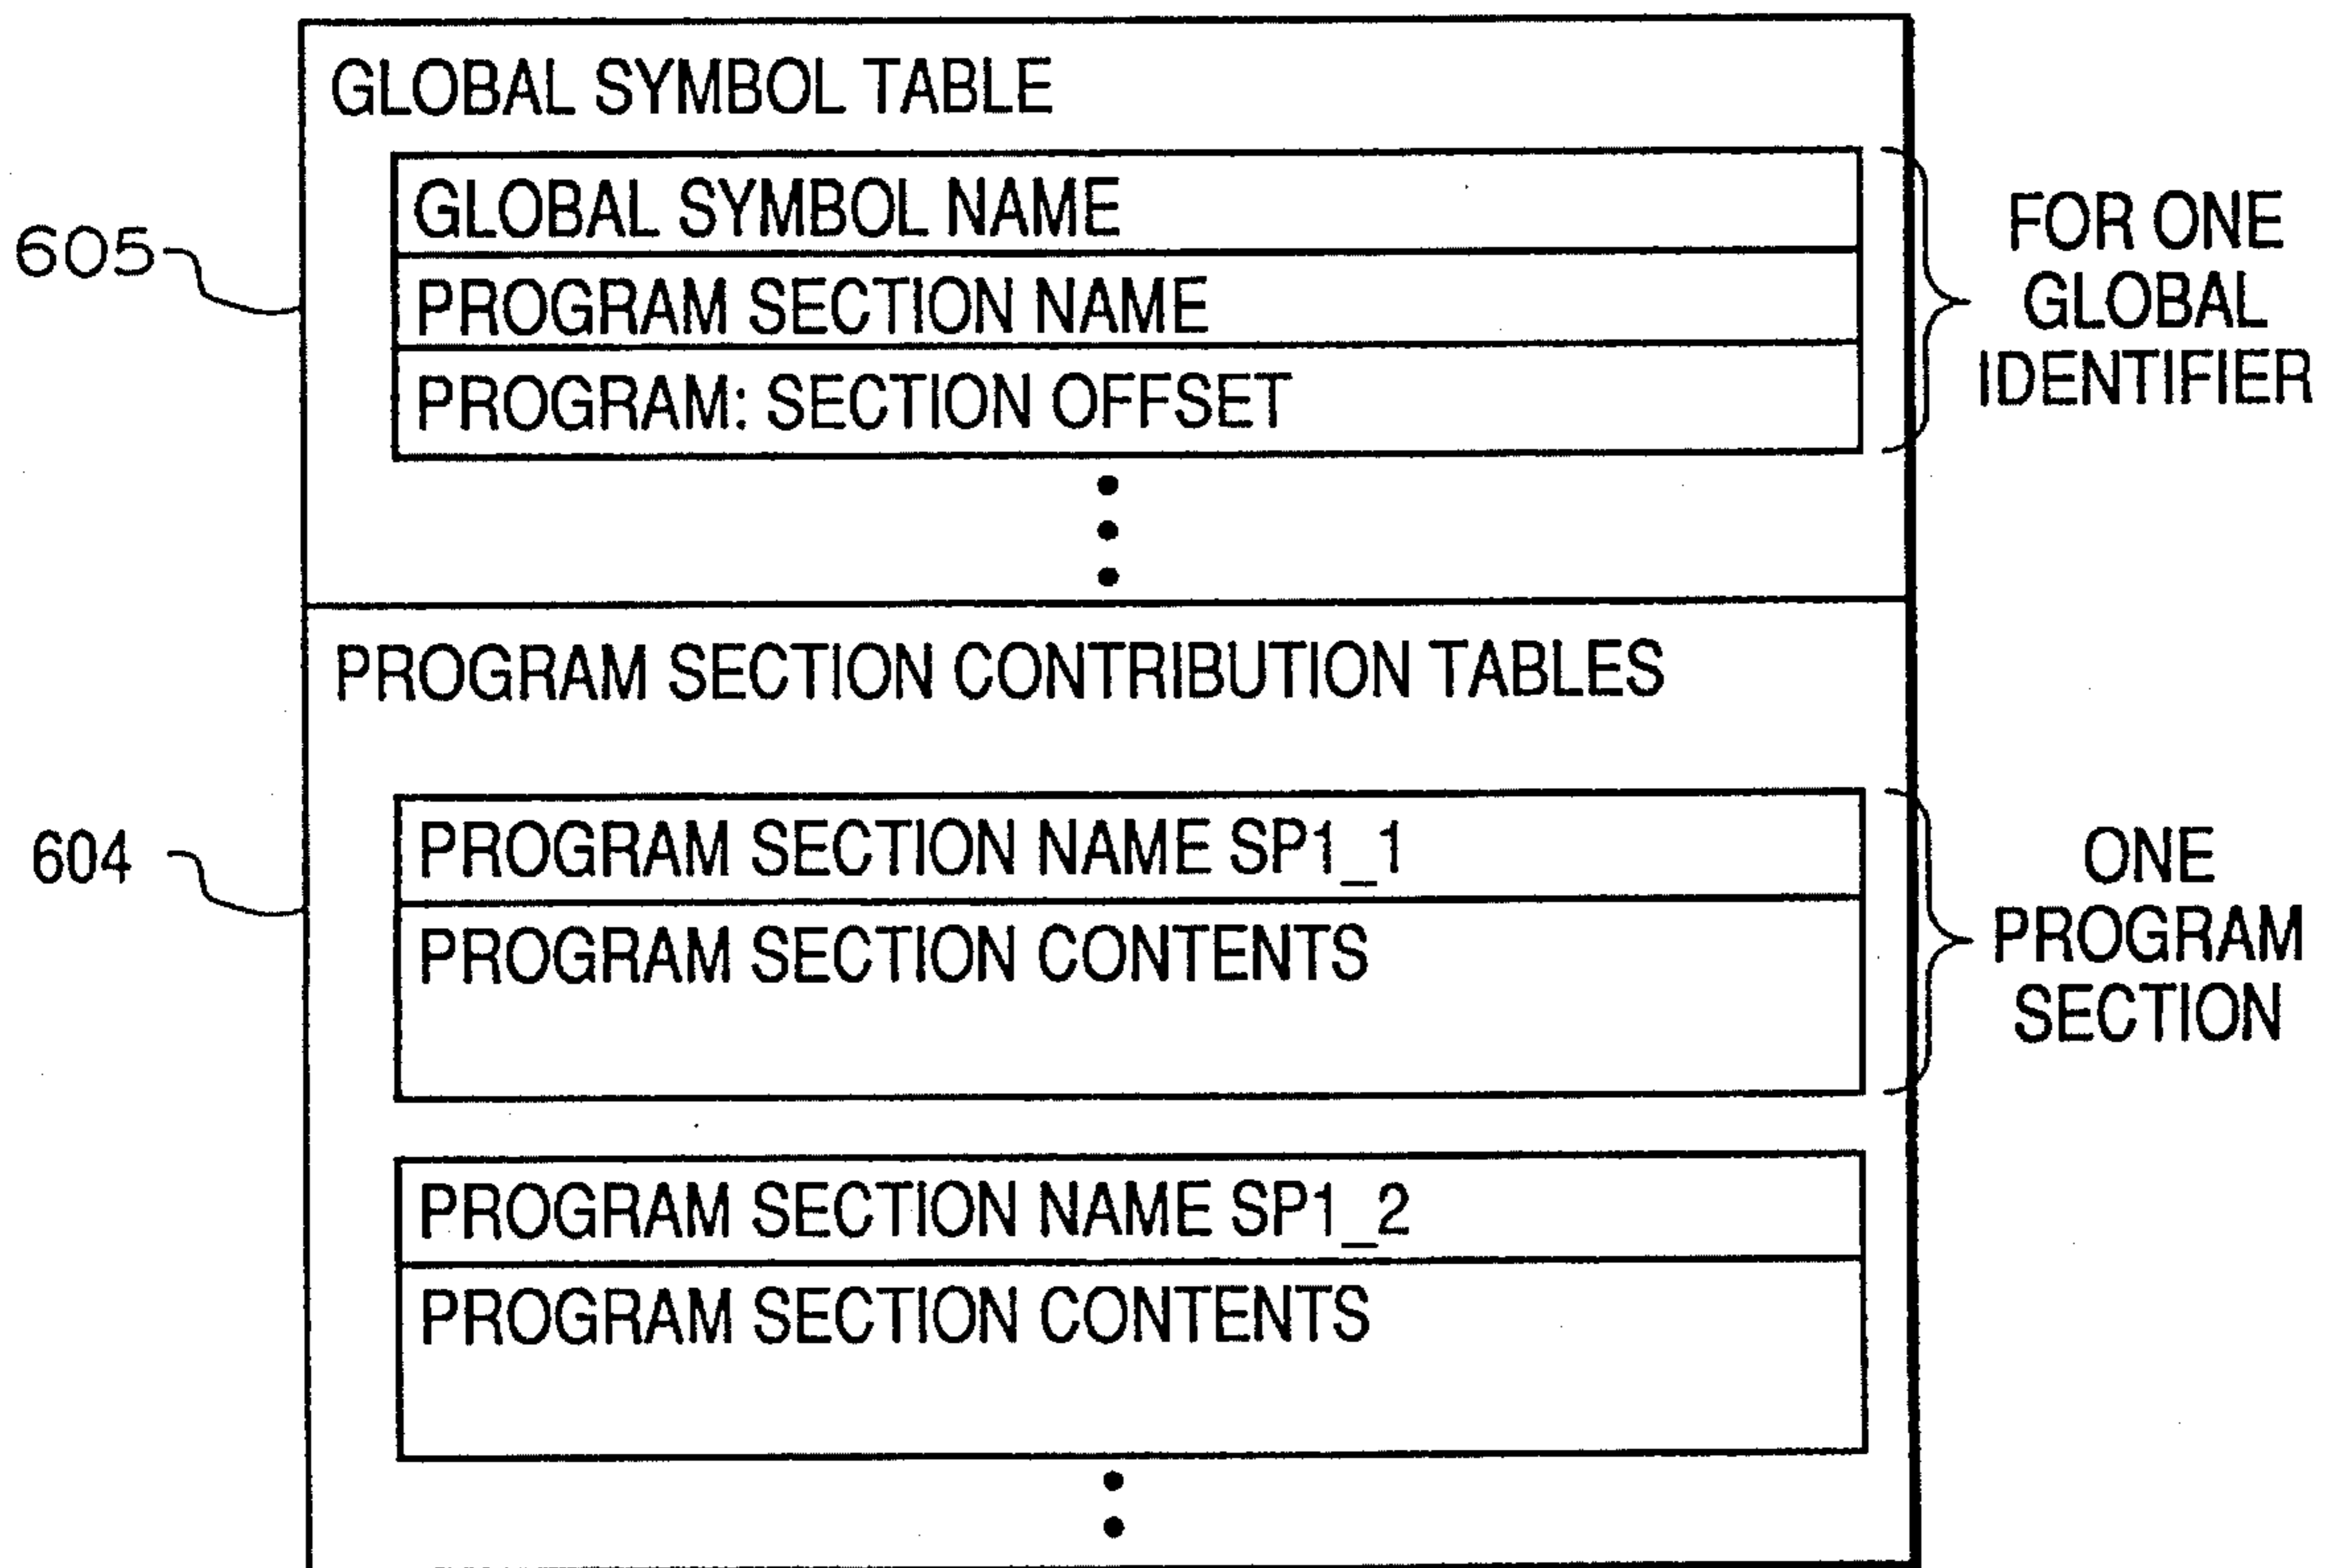 GLOBAL SYMBOL TABLE
605
GLOBAL SYMBOL NAME
PROGRAM SECTION NAME
PROGRAM: SECTION OFFSET
FOR ONE
GLOBAL
IDENTIFIER
PROGRAM SECTION CONTRIBUTION TABLES
604
PROGRAM SECTION NAME SP1_1
PROGRAM SECTION CONTENTS
ONE
PROGRAM
SECTION
PROGRAM SECTION NAME SP1_2
PROGRAM SECTION CONTENTS